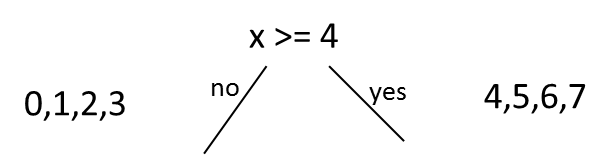 x >= 4
no
yes
0,1,2,3
4,5,6,7